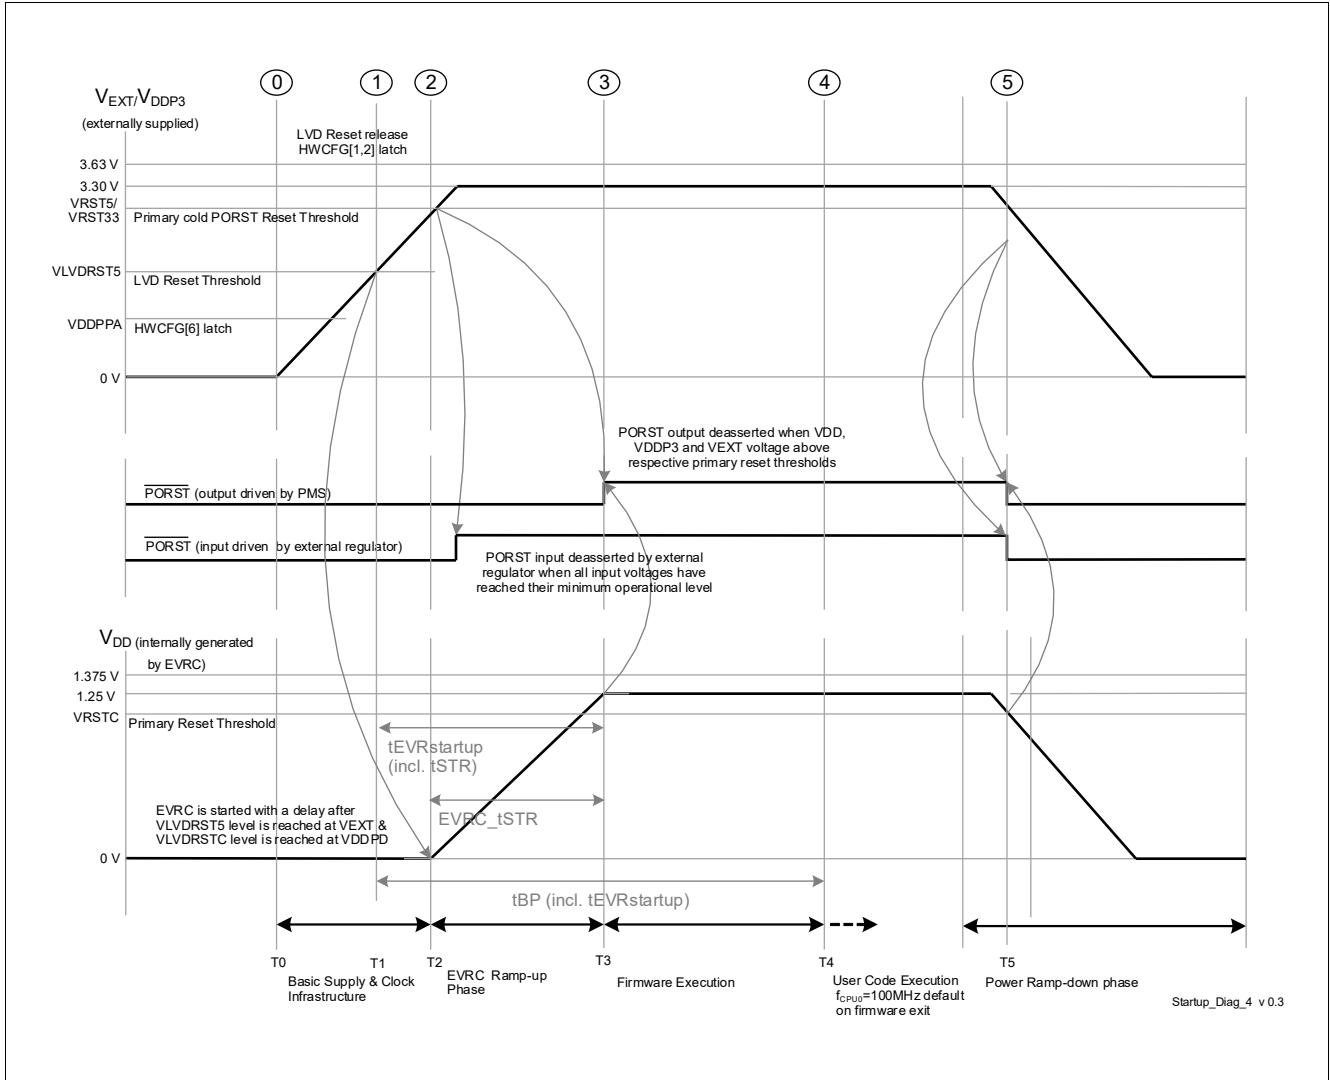 0
1
2
3
4
5
VEXT/VDDP3
(externally supplied)
LVD Reset release
HWCFG[1,2] latch
3.63 V
3.30 V
VRST5/
VRST33
Primary cold PORST Reset Threshold
VLVDRST5
LVD Reset Threshold
VDDPPA
HWCFG[6] latch
0 V
PORST output deasserted when VDD,
VDDP3 and VEXT voltage above
respective primary reset thresholds
PORST (output driven by PMS)
PORST (input driven by external regulator)
PORST input deasserted by external
regulator when all input voltages have
reached their minimum operational level
VDD (internally generated
by EVRC)
1.375 V
1.25 V
VRSTC
Primary Reset Threshold
tEVRstartup
(incl. tSTR)
EVRC_tSTR
EVRC is started with a delay after
VLVDRST5 level is reached at VEXT &
VLVDRSTC level is reached at VDDPD
0 V
tBP (incl. tEVRstartup)
T0
T1
T2
T3
T4
T5
Basic Supply & Clock
Infrastructure
EVRC Ramp-up
Phase
Firmware Execution
User Code Execution
fCPU0=100MHz default
on firmware exit
Power Ramp-down phase
Startup_Diag_4 v 0.3